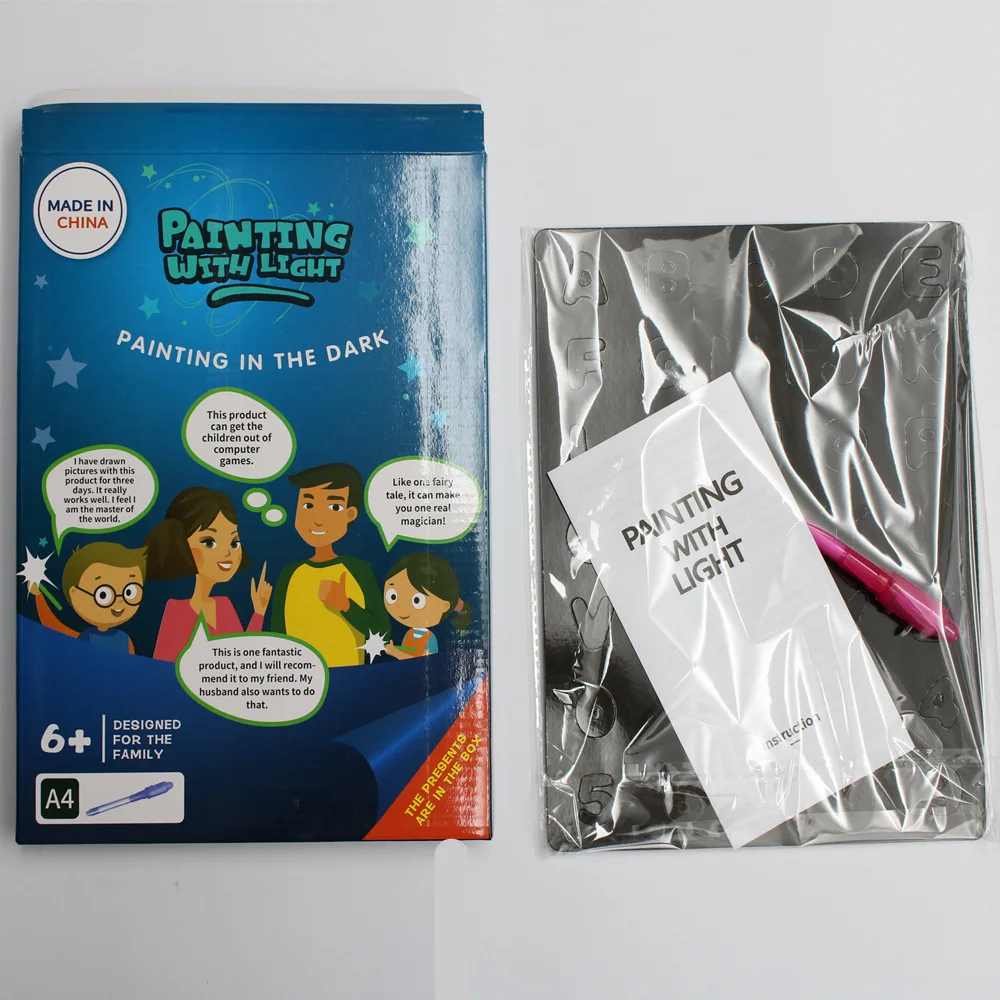 MADE IN
CHINA
PAINTING
WITH LIGHT
PAINTING IN THE DARK
This product
can get the
children out of
computer
games.
I have drawn
pictures with this
product for three
days. It really
works well. I feel I
am the master of
the world.
Like one fairy
tale, it can make
you one real
magician!
This is one fantastic
product, and I will recom-
mend it to my friend. My
husband also wants to do
that.
6+
DESIGNED
FOR THE
FAMILY
A4
THE PRESENTS
ARE IN THE BOX
A B C D E
F
5
4
PAINTING
WITH
LIGHT
Instruction